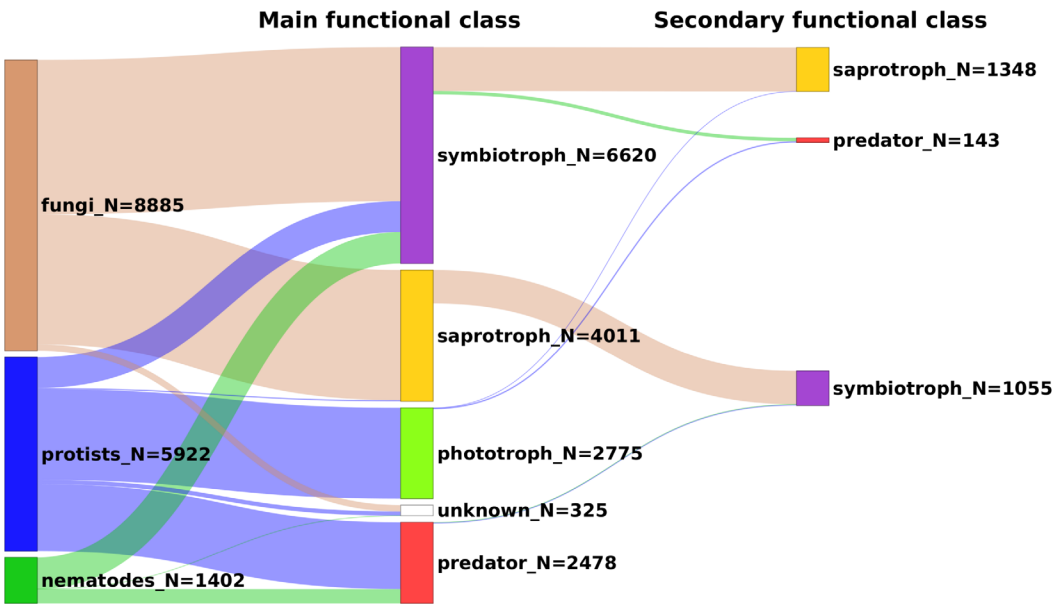 Main functional class
Secondary functional class
saprotroph_N=1348
predator_N=143
symbiotroph_N=6620
fungi_N=8885
saprotroph_N=4011
symbiotroph_N=1055
protists_N=5922
phototroph_N=2775
unknown_N=325
predator_N=2478
nematodes_N=1402